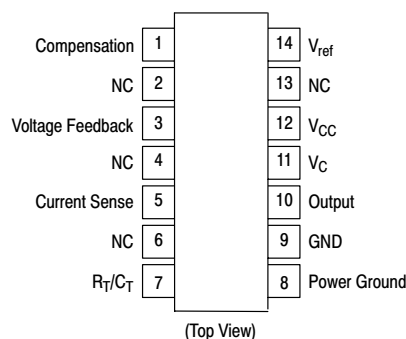 Compensation 1 14 Vref
NC 2 13 NC
Voltage Feedback 3 12 VCC
NC 4 11 VC
Current Sense 5 10 Output
NC 6 9 GND
RT/CT 7 8 Power Ground
(Top View)